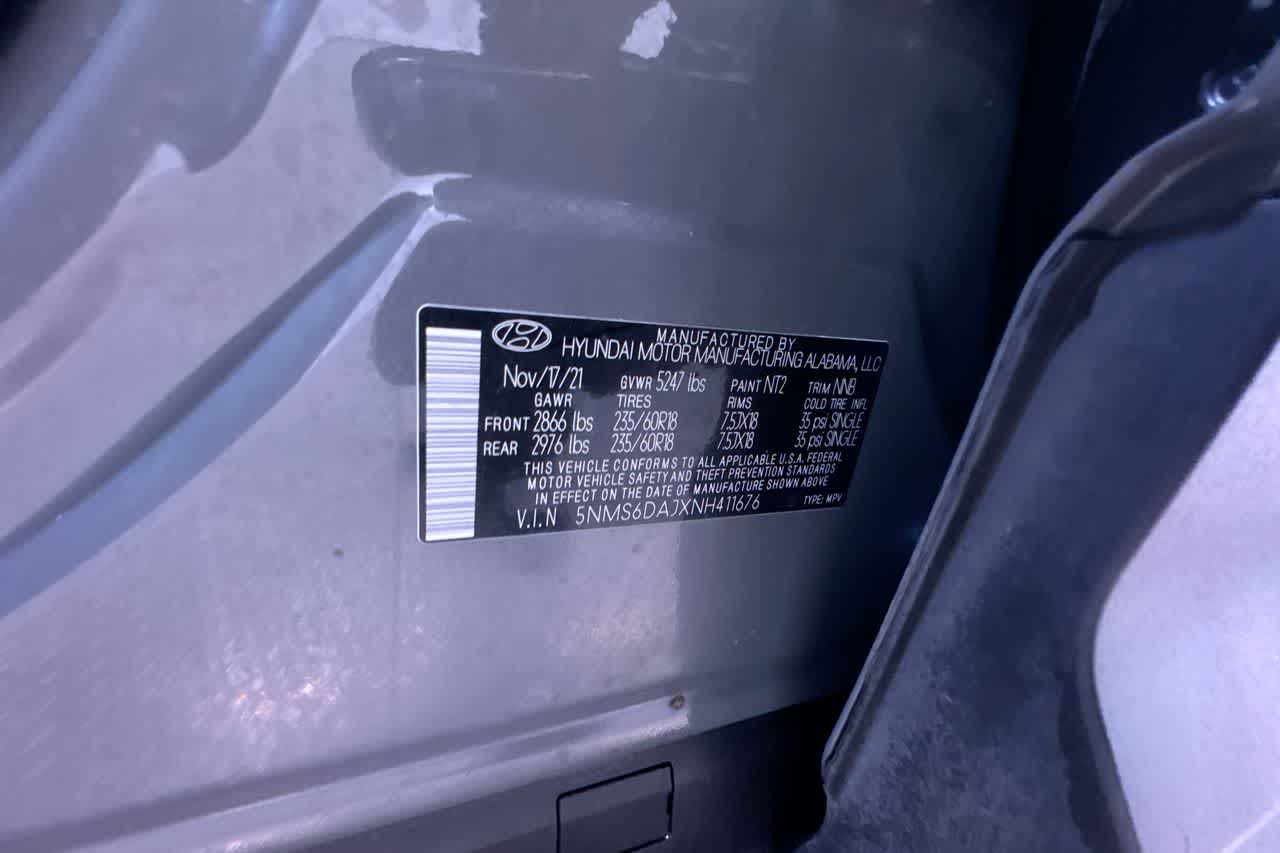 MANUFACTURED BY
HYUNDAI MOTOR MANUFACTURING ALABAMA, LLC
Nov/17/21 GVWR 5247 lbs PAINT NT2 TRIM NNB
GAWR TIRES RIMS COLD TIRE INFL
FRONT 2866 lbs 235/60R18 7.5JX18 35 psi SINGLE
REAR 2976 lbs 235/60R18 7.5JX18 35 psi SINGLE
THIS VEHICLE CONFORMS TO ALL APPLICABLE U.S.A. FEDERAL
MOTOR VEHICLE SAFETY AND THEFT PREVENTION STANDARDS
IN EFFECT ON THE DATE OF MANUFACTURE SHOWN ABOVE
V.I.N 5NMS6DAJXNH411676 TYPE: MPV